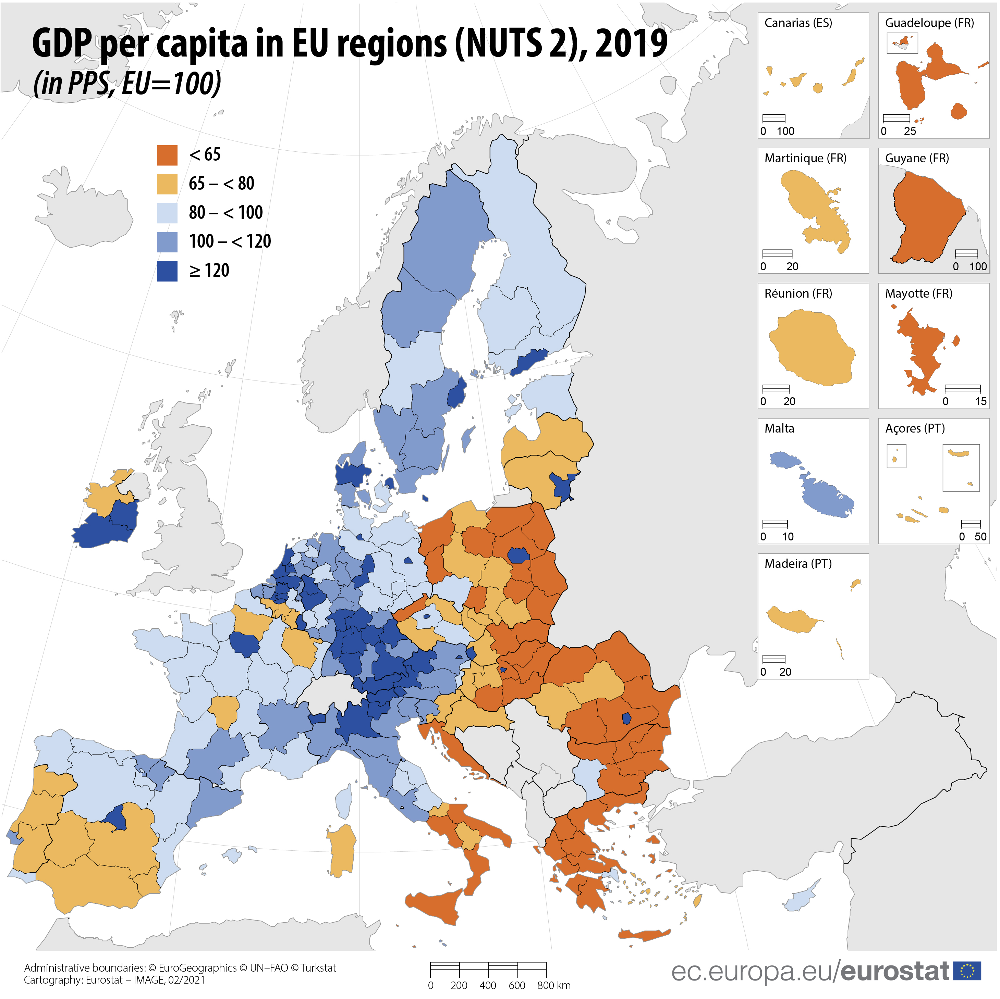 GDP per capita in EU regions (NUTS 2), 2019
(in PPS, EU=100)
< 65
65 – < 80
80 – < 100
100 – < 120
≥ 120
Canarias (ES)
0 100
Guadeloupe (FR)
0 25
Martinique (FR)
0 20
Guyane (FR)
0 100
Réunion (FR)
0 20
Mayotte (FR)
0 15
Malta
0 10
Açores (PT)
0 50
Madeira (PT)
0 20
Administrative boundaries: © EuroGeographics © UN–FAO © Turkstat
Cartography: Eurostat – IMAGE, 02/2021
0 200 400 600 800 km
ec.europa.eu/eurostat